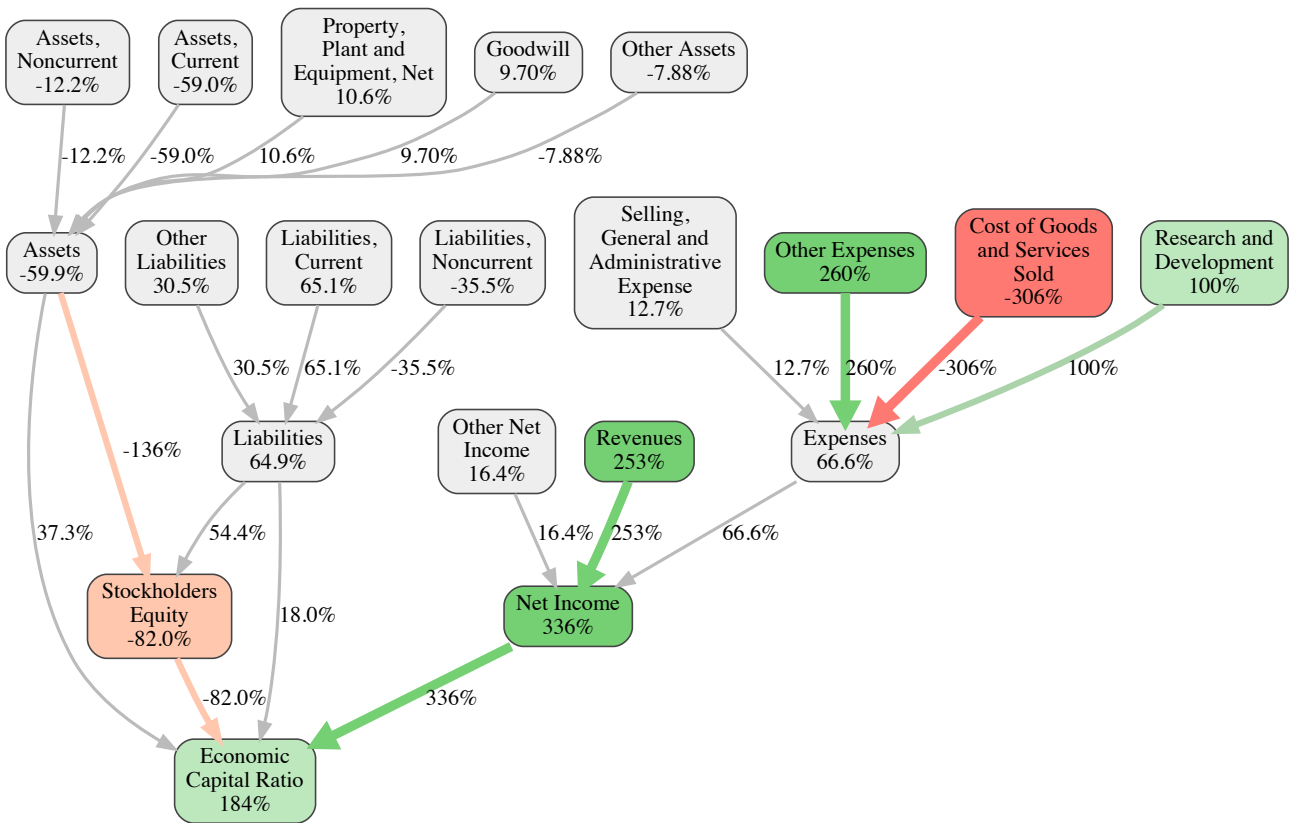 Assets,
Noncurrent
-12.2%
Assets,
Current
-59.0%
Property,
Plant and
Equipment, Net
10.6%
Goodwill
9.70%
Other Assets
-7.88%
-12.2%
-59.0%
10.6%
9.70%
-7.88%
Assets
-59.9%
Other
Liabilities
30.5%
Liabilities,
Current
65.1%
Liabilities,
Noncurrent
-35.5%
Selling,
General and
Administrative
Expense
12.7%
Other Expenses
260%
Cost of Goods
and Services
Sold
-306%
Research and
Development
100%
30.5%
65.1%
-35.5%
12.7%
260%
-306%
100%
Liabilities
64.9%
Other Net
Income
16.4%
Revenues
253%
Expenses
66.6%
-136%
37.3%
54.4%
16.4%
253%
66.6%
Stockholders
Equity
-82.0%
18.0%
Net Income
336%
-82.0%
336%
Economic
Capital Ratio
184%